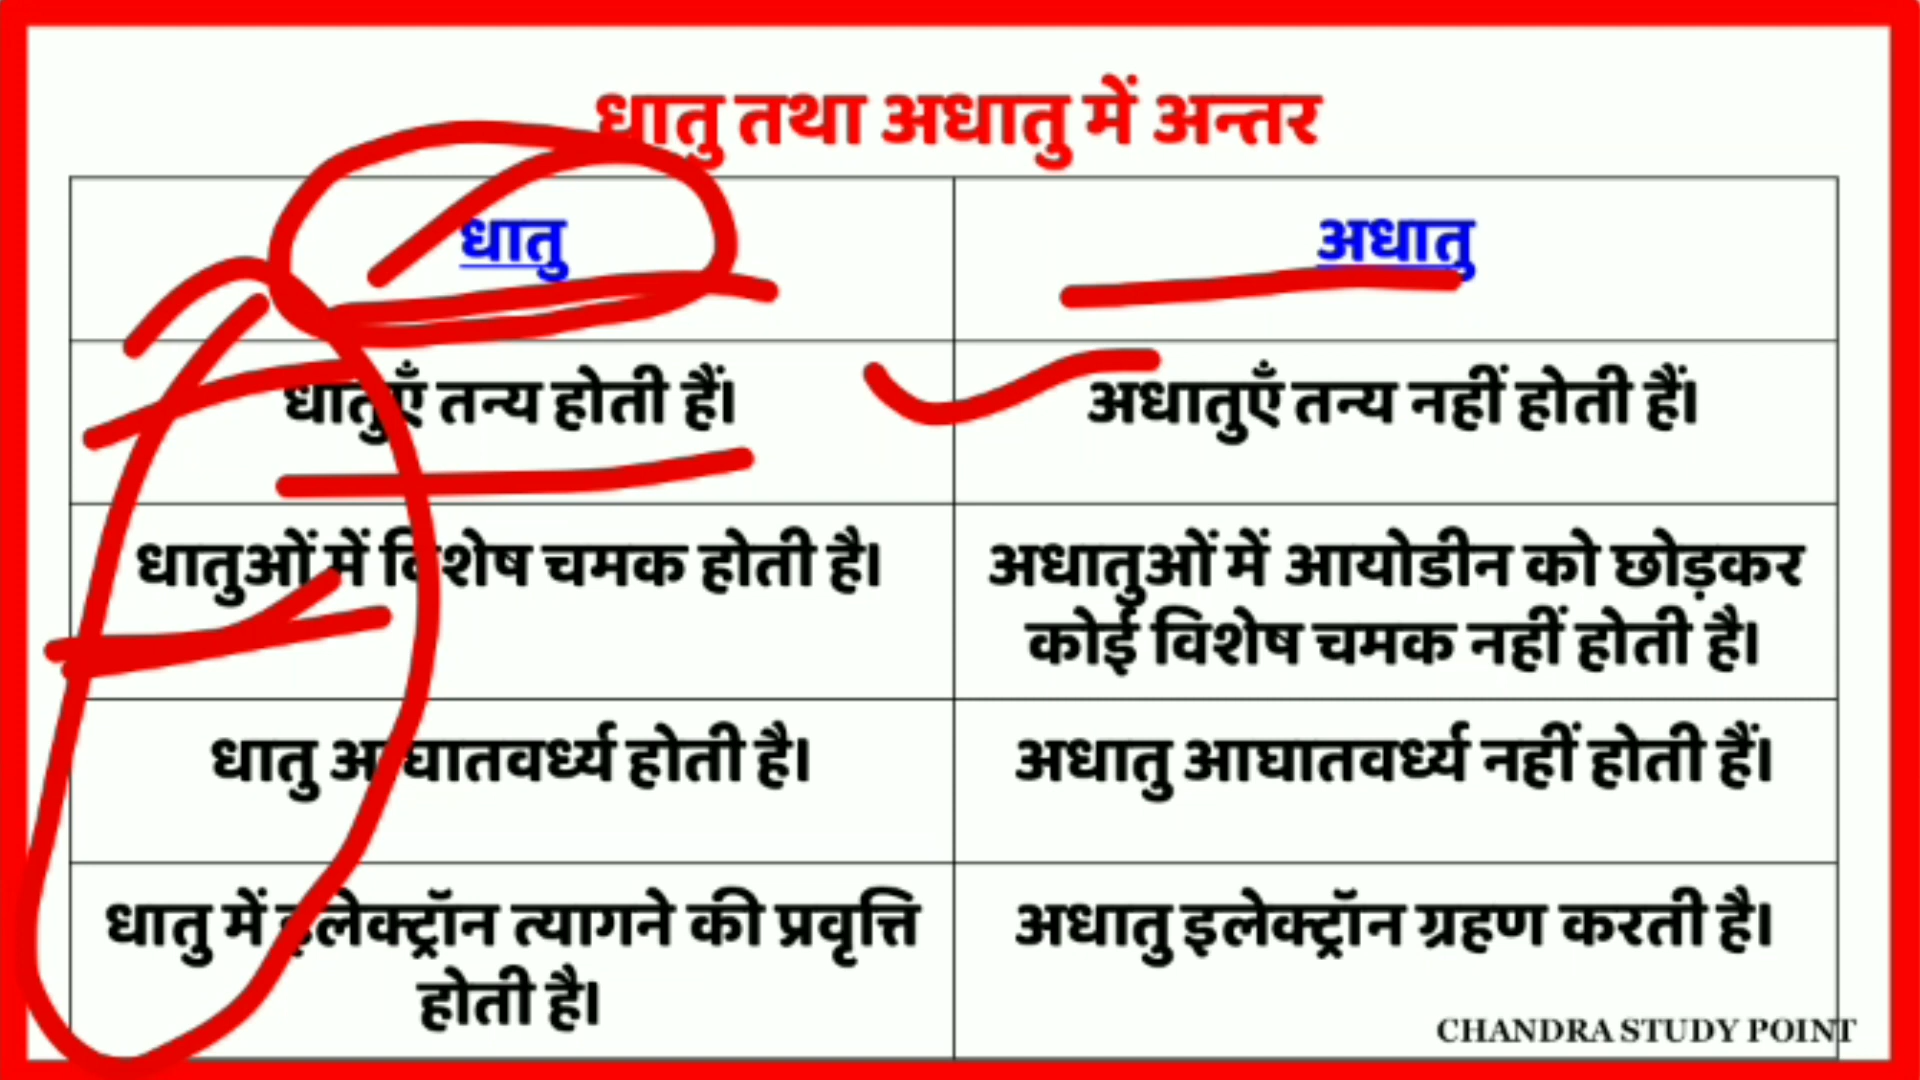 धातु तथा अधातु में अन्तर
धातु
अधातु
धातुएँ तन्य होती हैं।
अधातुएँ तन्य नहीं होती हैं।
धातुओं में विशेष चमक होती है।
अधातुओं में आयोडीन को छोड़कर
कोई विशेष चमक नहीं होती है।
धातु आघातवर्ध्य होती है।
अधातु आघातवर्ध्य नहीं होती हैं।
धातु में इलेक्ट्रॉन त्यागने की प्रवृत्ति
होती है।
अधातु इलेक्ट्रॉन ग्रहण करती है।
CHANDRA STUDY POINT